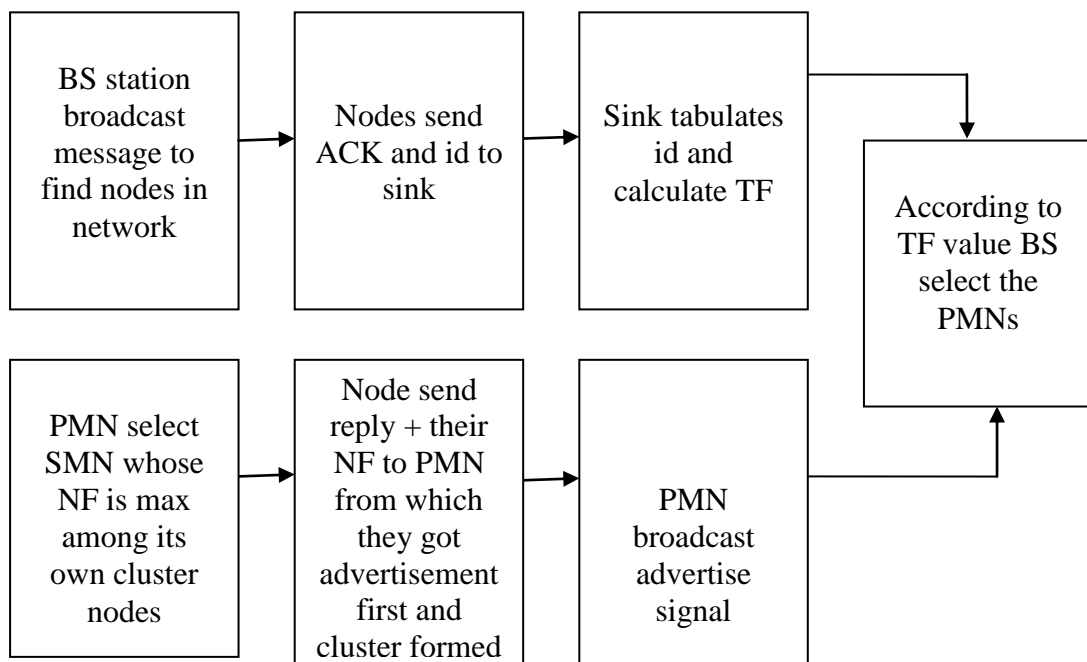 BS station
broadcast
message to
find nodes in
network
Nodes send
ACK and id to
sink
Sink tabulates
id and
calculate TF
According to
TF value BS
select the
PMNs
PMN select
SMN whose
NF is max
among its
own cluster
nodes
Node send
reply + their
NF to PMN
from which
they got
advertisement
first and
cluster formed
PMN
broadcast
advertise
signal